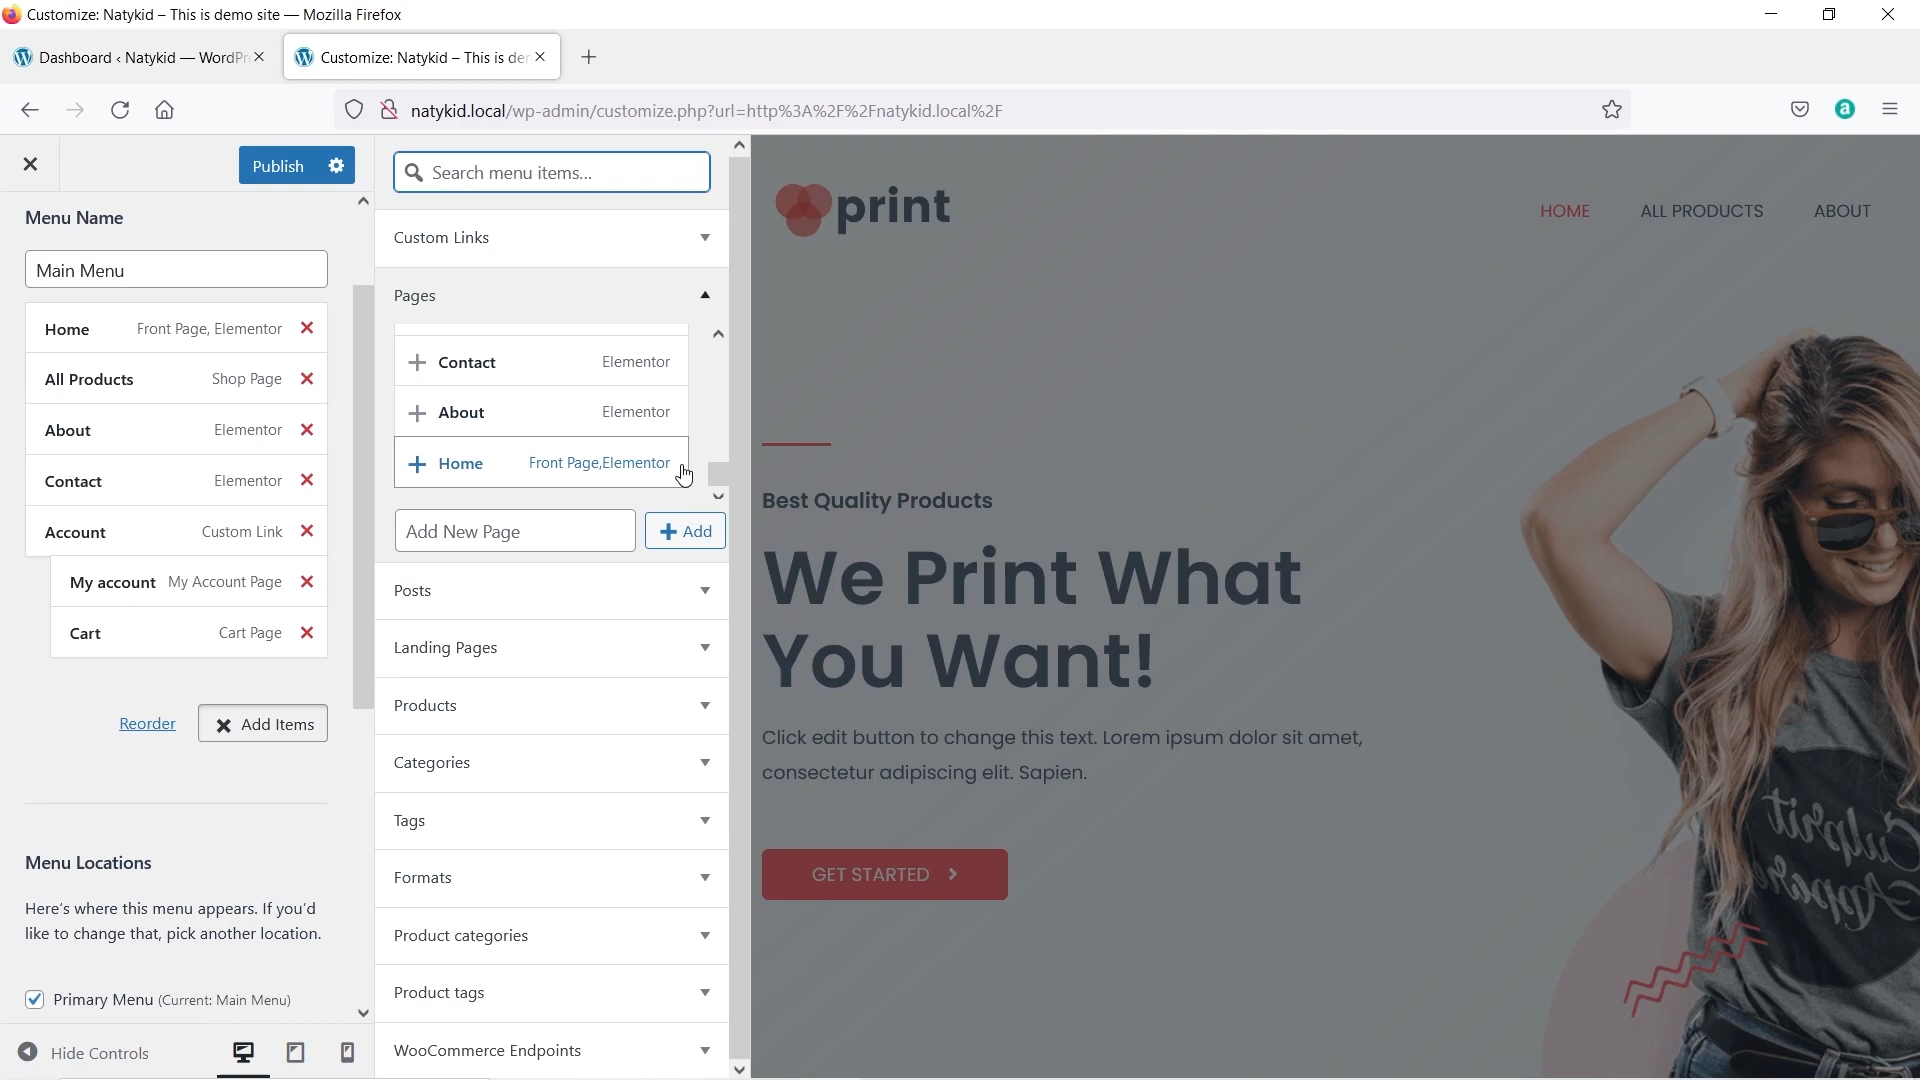 Customize: Natykid – This is demo site — Mozilla Firefox
Dashboard ‹ Natykid — WordPr
Customize: Natykid – This is de
natykid.local/wp-admin/customize.php?url=http%3A%2F%2Fnatykid.local%2F
Publish
Menu Name
Main Menu
Home Front Page, Elementor
All Products Shop Page
About Elementor
Contact Elementor
Account Custom Link
My account My Account Page
Cart Cart Page
Reorder Add Items
Menu Locations
Here's where this menu appears. If you'd
like to change that, pick another location.
Primary Menu (Current: Main Menu)
Hide Controls
Search menu items...
Custom Links
Pages
Contact Elementor
About Elementor
Home Front Page,Elementor
Add New Page Add
Posts
Landing Pages
Products
Categories
Tags
Formats
Product categories
Product tags
WooCommerce Endpoints
print
HOME ALL PRODUCTS ABOUT
Best Quality Products
We Print What
You Want!
Click edit button to change this text. Lorem ipsum dolor sit amet,
consectetur adipiscing elit. Sapien.
GET STARTED